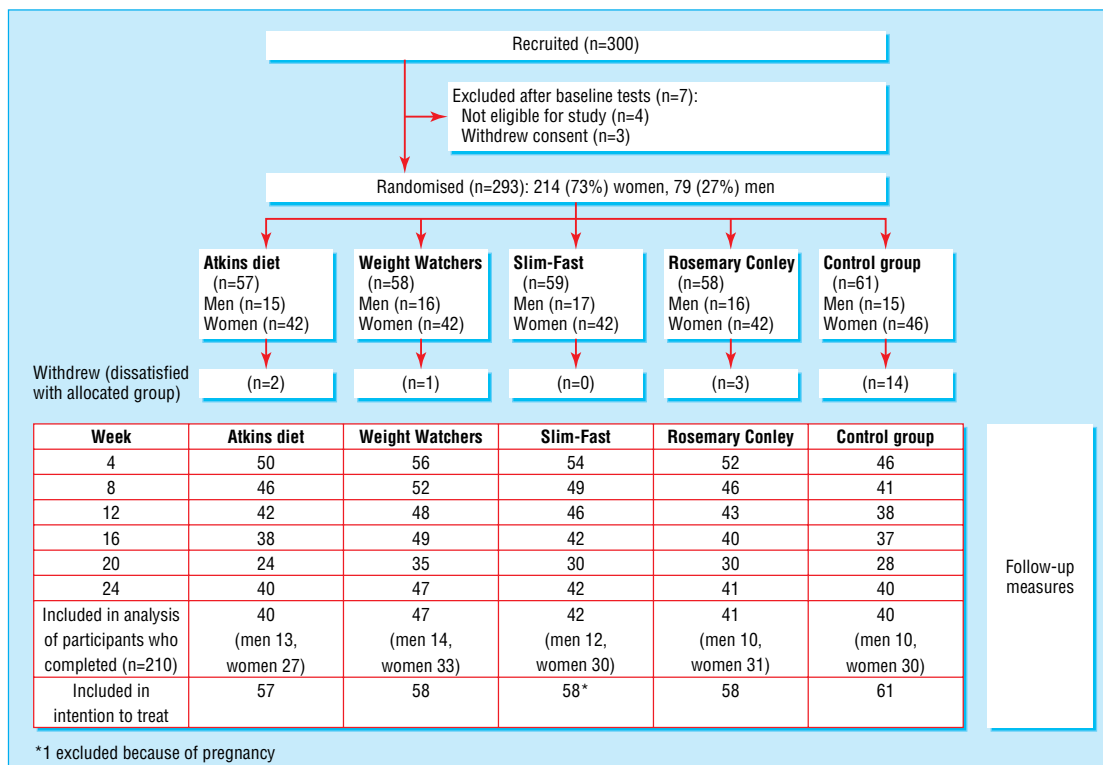 Recruited (n=300)
Excluded after baseline tests (n=7):
Not eligible for study (n=4)
Withdrew consent (n=3)
Randomised (n=293): 214 (73%) women, 79 (27%) men
Atkins diet
(n=57)
Men (n=15)
Women (n=42)
Weight Watchers
(n=58)
Men (n=16)
Women (n=42)
Slim-Fast
(n=59)
Men (n=17)
Women (n=42)
Rosemary Conley
(n=58)
Men (n=16)
Women (n=42)
Control group
(n=61)
Men (n=15)
Women (n=46)
Withdrew (dissatisfied
with allocated group)
(n=2) (n=1) (n=0) (n=3) (n=14)
Week Atkins diet Weight Watchers Slim-Fast Rosemary Conley Control group
4 50 56 54 52 46
8 46 52 49 46 41
12 42 48 46 43 38
16 38 49 42 40 37
20 24 35 30 30 28
24 40 47 42 41 40
Included in analysis 40 47 42 41 40
of participants who (men 13, (men 14, (men 12, (men 10, (men 10,
completed (n=210) women 27) women 33) women 30) women 31) women 30)
Included in 57 58 58* 58 61
intention to treat
Follow-up
measures
*1 excluded because of pregnancy